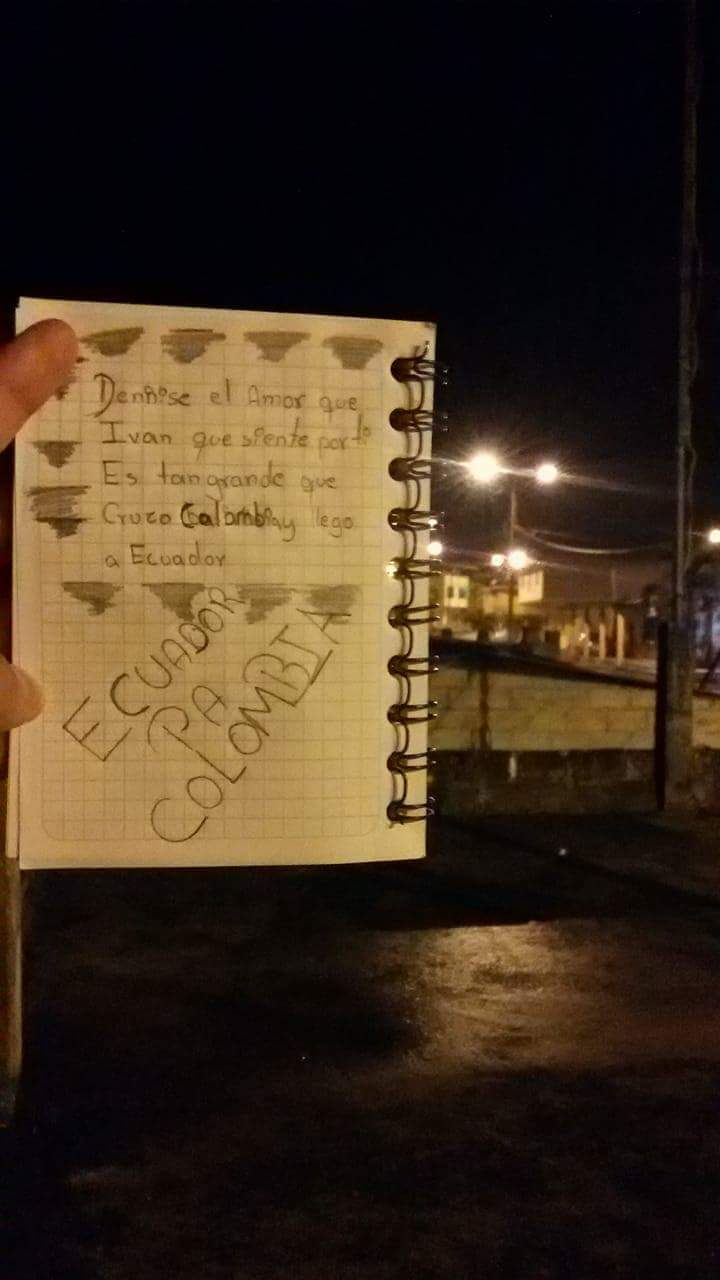 Dennise el Amor que
Ivan que siente por ti
Es tan grande que
Cruzo Colombia y lego
a Ecuador
ECUADOR
PA
COLOMBIA